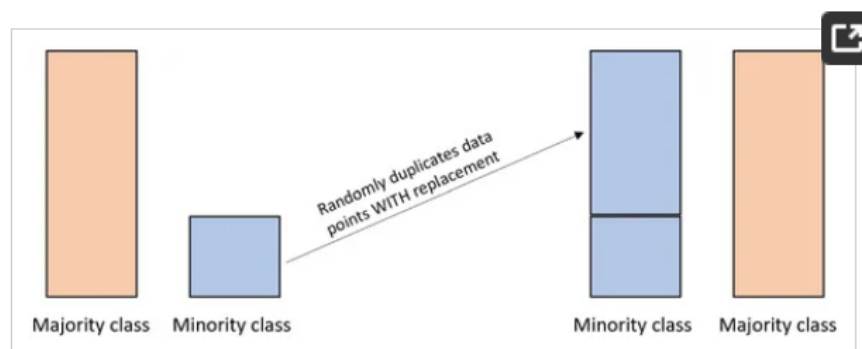 Randomly duplicates data
points WITH replacement
Majority class
Minority class
Minority class
Majority class